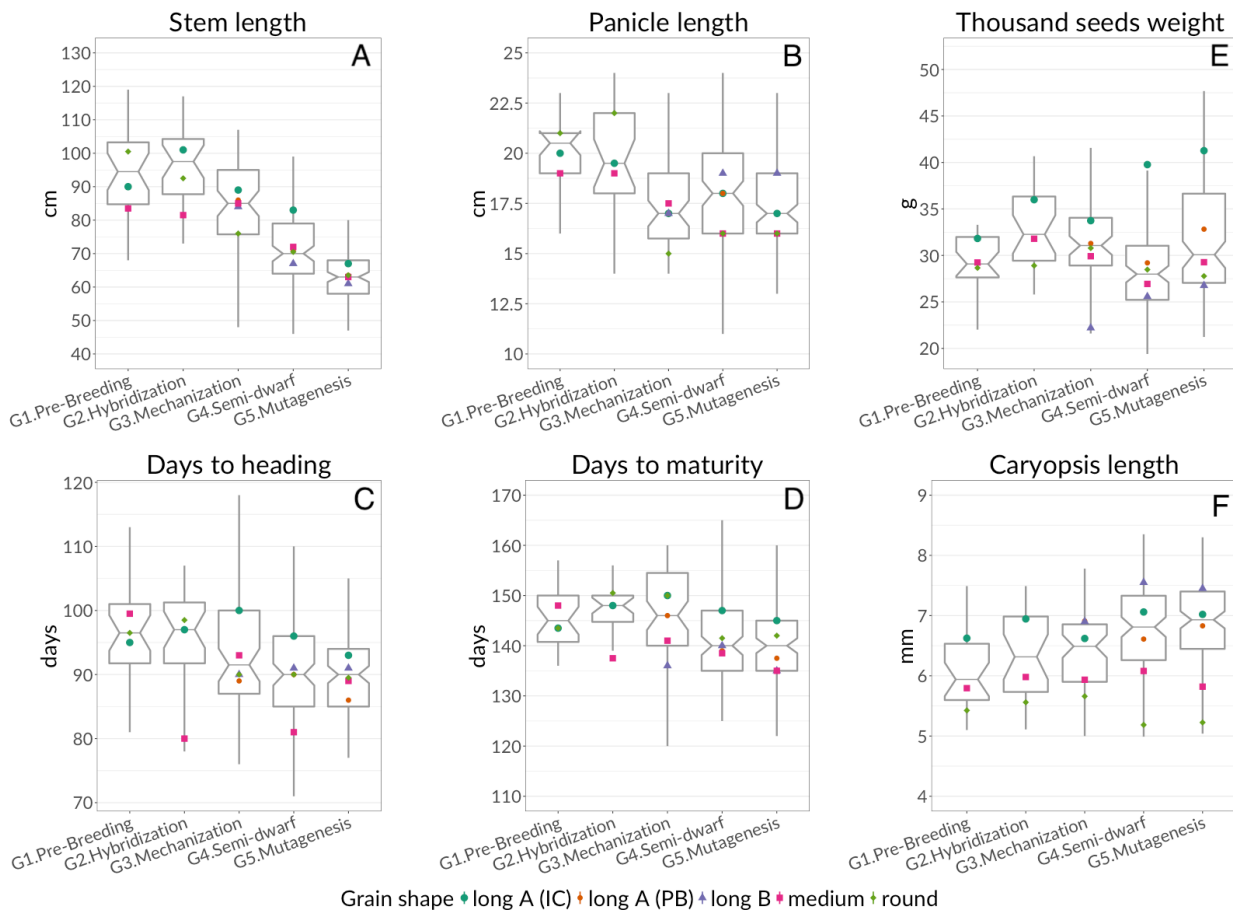 Stem length
A
130
120
110
100
90
80
70
60
50
40
cm
G1.Pre-Breeding
G2.Hybridization
G3.Mechanization
G4.Semi-dwarf
G5.Mutagenesis
Panicle length
B
25
22.5
20
17.5
15
12.5
10
cm
G1.Pre-Breeding
G2.Hybridization
G3.Mechanization
G4.Semi-dwarf
G5.Mutagenesis
Thousand seeds weight
E
50
45
40
35
30
25
20
g
G1.Pre-Breeding
G2.Hybridization
G3.Mechanization
G4.Semi-dwarf
G5.Mutagenesis
Days to heading
C
120
110
100
90
80
70
days
G1.Pre-Breeding
G2.Hybridization
G3.Mechanization
G4.Semi-dwarf
G5.Mutagenesis
Days to maturity
D
170
160
150
140
130
120
110
days
G1.Pre-Breeding
G2.Hybridization
G3.Mechanization
G4.Semi-dwarf
G5.Mutagenesis
Caryopsis length
F
9
8
7
6
5
4
mm
G1.Pre-Breeding
G2.Hybridization
G3.Mechanization
G4.Semi-dwarf
G5.Mutagenesis
Grain shape long A (IC) long A (PB) long B medium round